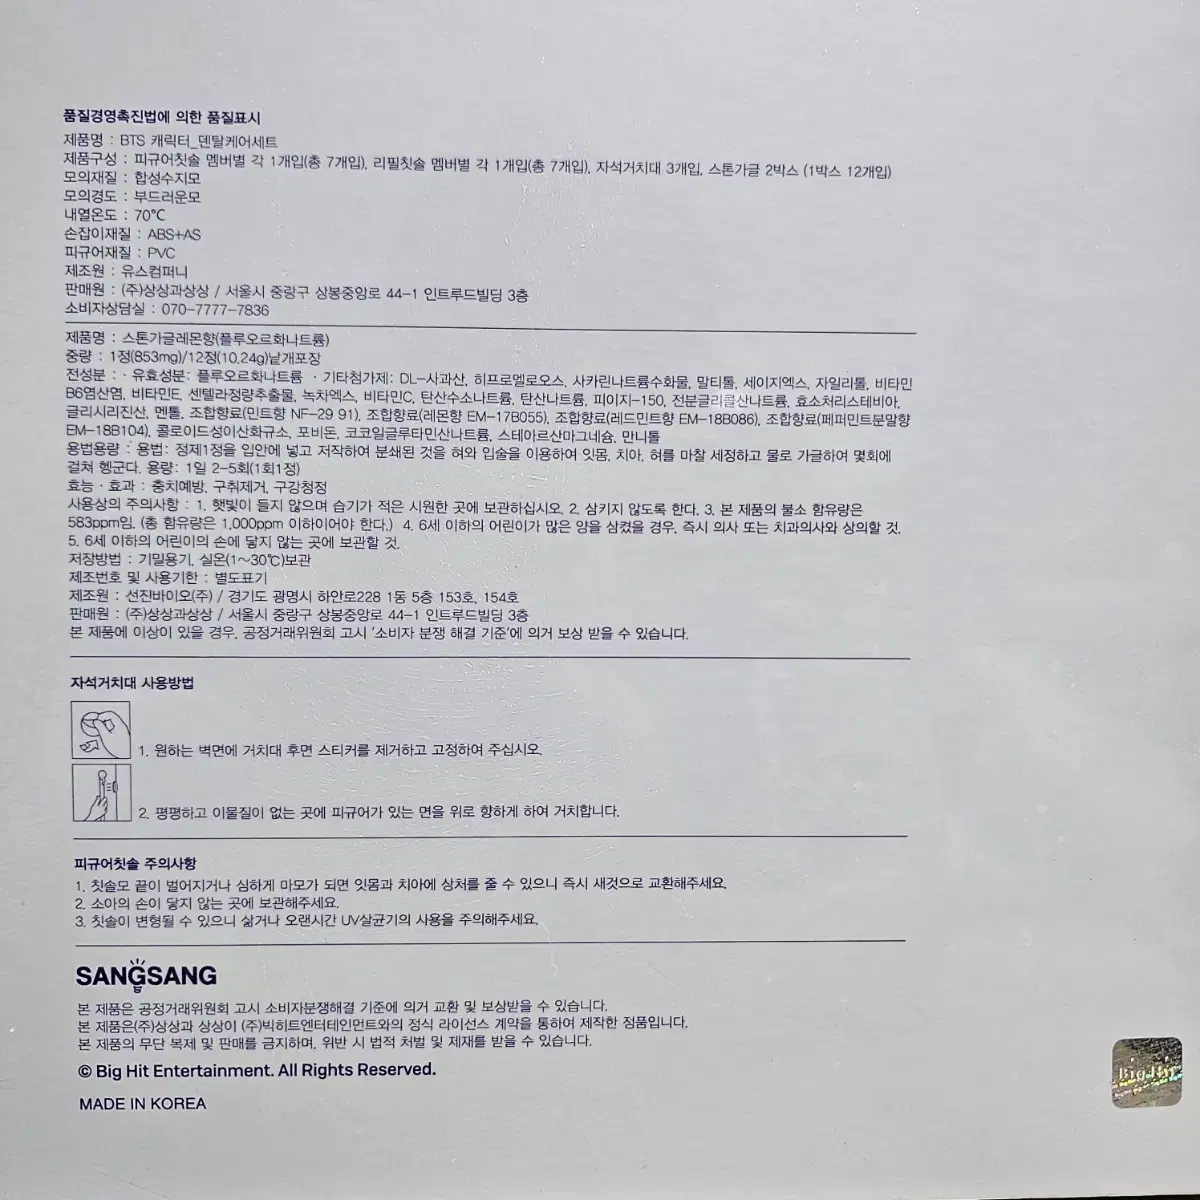 품질경영촉진법에 의한 품질표시
제품명 : BTS 캐릭터_덴탈케어세트
제품구성 : 피규어칫솔 멤버별 각 1개입(총 7개입), 리필칫솔 멤버별 각 1개입(총 7개입), 자석거치대 3개입, 스톤가글 2박스 (1박스 12개입)
모의재질 : 합성수지모
모의경도 : 부드러운모
내열온도 : 70℃
손잡이재질 : ABS+AS
피규어재질 : PVC
제조원 : 유스컴퍼니
판매원 : (주)상상과상상 / 서울시 중랑구 상봉중앙로 44-1 인트루드빌딩 3층
소비자상담실 : 070-7777-7836
제품명 : 스톤가글레몬향(플루오르화나트륨)
중량 : 1정(853mg)/12정(10,24g)낱개포장
전성분 : · 유효성분: 플루오르화나트륨 · 기타첨가제: DL-사과산, 히프로멜로오스, 사카린나트륨수화물, 말티톨, 세이지엑스, 자일리톨, 비타민
B6염산염, 비타민E, 센텔라정량추출물, 녹차엑스, 비타민C, 탄산수소나트륨, 탄산나트륨, 피이지-150, 전분글리콜산나트륨, 효소처리스테비아,
글리시리진산, 멘톨, 조합향료(민트향 NF-29 91), 조합향료(레몬향 EM-17B055), 조합향료(레드민트향 EM-18B086), 조합향료(페퍼민트분말향
EM-18B104), 콜로이드성이산화규소, 포비돈, 코코일글루타민산나트륨, 스테아르산마그네슘, 만니톨
용법용량 : 용법: 정제1정을 입안에 넣고 저작하여 분쇄된 것을 혀와 입술을 이용하여 잇몸, 치아, 혀를 마찰 세정하고 물로 가글하여 몇회에
걸쳐 헹군다. 용량: 1일 2-5회(1회1정)
효능 · 효과 : 충치예방, 구취제거, 구강청정
사용상의 주의사항 : 1. 햇빛이 들지 않으며 습기가 적은 시원한 곳에 보관하십시오. 2. 삼키지 않도록 한다. 3. 본 제품의 불소 함유량은
583ppm임. (총 함유량은 1,000ppm 이하이어야 한다.) 4. 6세 이하의 어린이가 많은 양을 삼켰을 경우, 즉시 의사 또는 치과의사와 상의할 것.
5. 6세 이하의 어린이의 손에 닿지 않는 곳에 보관할 것.
저장방법 : 기밀용기, 실온(1~30℃)보관
제조번호 및 사용기한 : 별도표기
제조원 : 선진바이오(주) / 경기도 광명시 하안로228 1동 5층 153호, 154호
판매원 : (주)상상과상상 / 서울시 중랑구 상봉중앙로 44-1 인트루드빌딩 3층
본 제품에 이상이 있을 경우, 공정거래위원회 고시 '소비자 분쟁 해결 기준'에 의거 보상 받을 수 있습니다.
자석거치대 사용방법
1. 원하는 벽면에 거치대 후면 스티커를 제거하고 고정하여 주십시오.
2. 평평하고 이물질이 없는 곳에 피규어가 있는 면을 위로 향하게 하여 거치합니다.
피규어칫솔 주의사항
1. 칫솔모 끝이 벌어지거나 심하게 마모가 되면 잇몸과 치아에 상처를 줄 수 있으니 즉시 새것으로 교환해주세요.
2. 소아의 손이 닿지 않는 곳에 보관해주세요.
3. 칫솔이 변형될 수 있으니 삶거나 오랜시간 UV살균기의 사용을 주의해주세요.
SANGSANG
본 제품은 공정거래위원회 고시 소비자분쟁해결 기준에 의거 교환 및 보상받을 수 있습니다.
본 제품은(주)상상과 상상이 (주)빅히트엔터테인먼트와의 정식 라이선스 계약을 통하여 제작한 정품입니다.
본 제품의 무단 복제 및 판매를 금지하며, 위반 시 법적 처벌 및 제재를 받을 수 있습니다.
© Big Hit Entertainment. All Rights Reserved.
MADE IN KOREA
BigHit